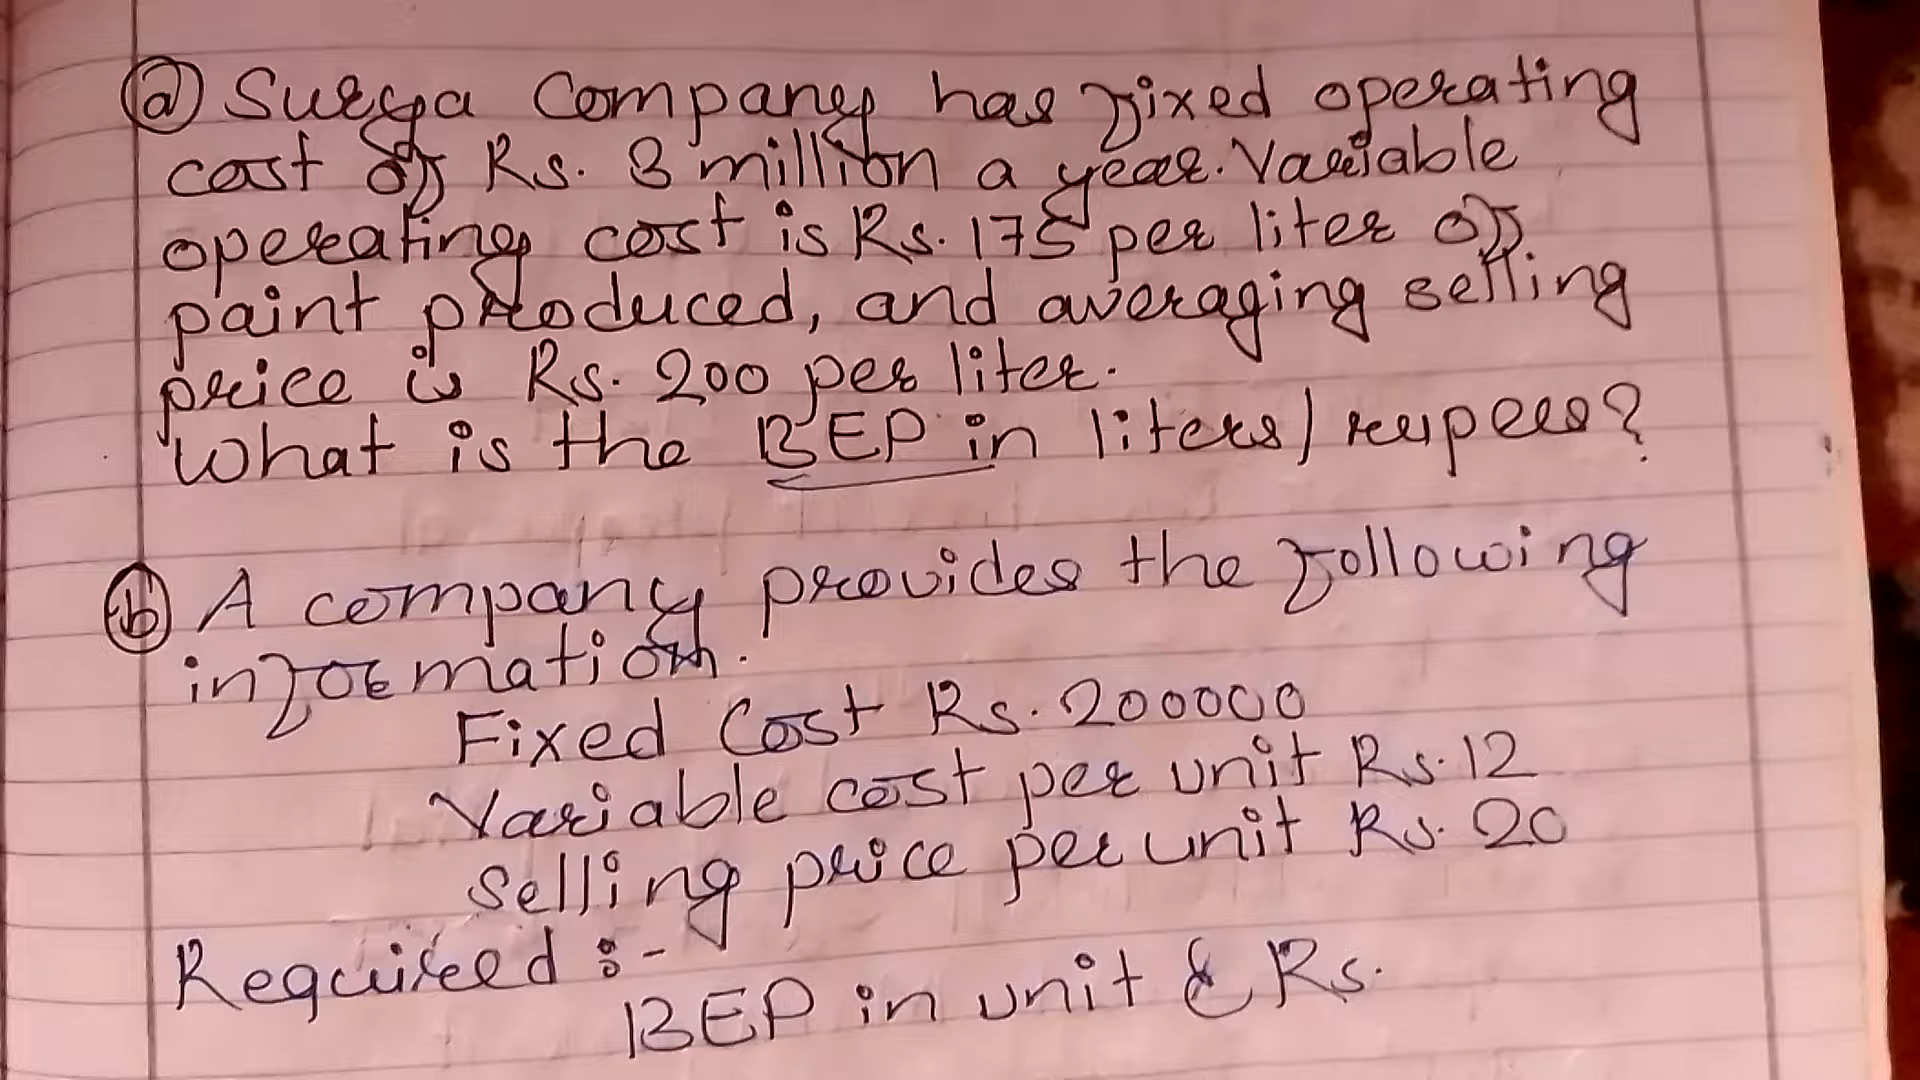 (a) Surya Company has fixed operating
cost of Rs. 3 million a year. Variable
operating cost is Rs. 175 per liter of
paint produced, and averaging selling
price is Rs. 200 per liter.
What is the BEP in liters/rupees?
(b) A company provides the following
information.
Fixed Cost Rs. 200000
Variable cost per unit Rs. 12
Selling price per unit Rs. 20
Required :-
BEP in unit & Rs.